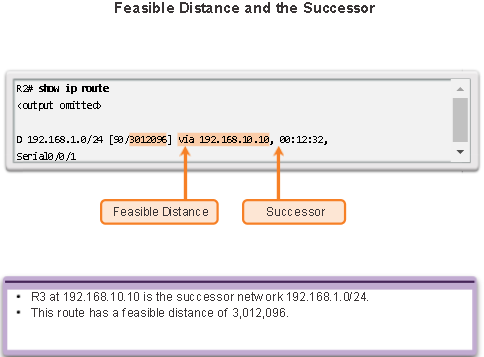 Feasible Distance and the Successor
R2# show ip route
<output omitted>
D 192.168.1.0/24 [90/3012096] via 192.168.10.10, 00:12:32,
Serial0/0/1
Feasible Distance
Successor
• R3 at 192.168.10.10 is the successor network 192.168.1.0/24.
• This route has a feasible distance of 3,012,096.